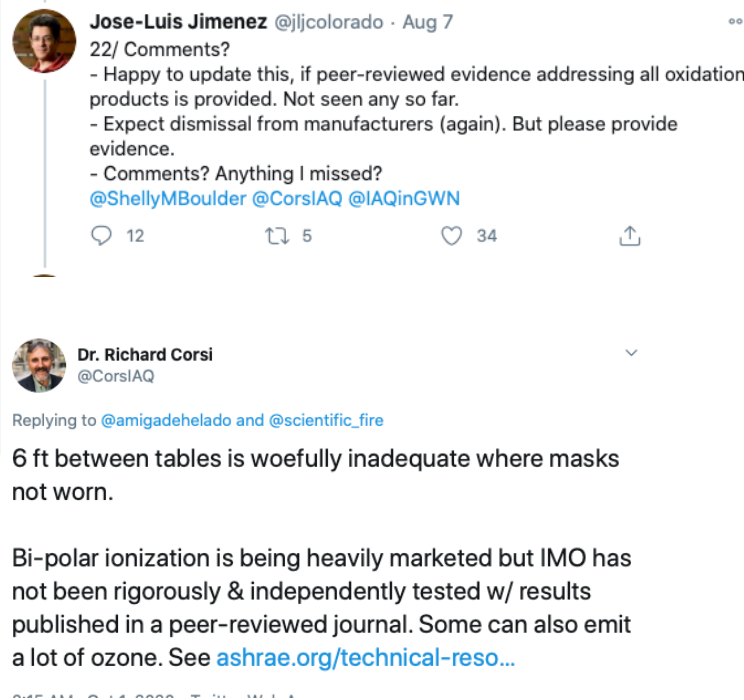 Jose-Luis Jimenez @jljcolorado · Aug 7
22/ Comments?
- Happy to update this, if peer-reviewed evidence addressing all oxidation
products is provided. Not seen any so far.
- Expect dismissal from manufacturers (again). But please provide
evidence.
- Comments? Anything I missed?
@ShellyMBoulder @CorsIAQ @IAQinGWN
12 5 34
Dr. Richard Corsi
@CorsIAQ
Replying to @amigadehelado and @scientific_fire
6 ft between tables is woefully inadequate where masks
not worn.
Bi-polar ionization is being heavily marketed but IMO has
not been rigorously & independently tested w/ results
published in a peer-reviewed journal. Some can also emit
a lot of ozone. See ashrae.org/technical-reso...